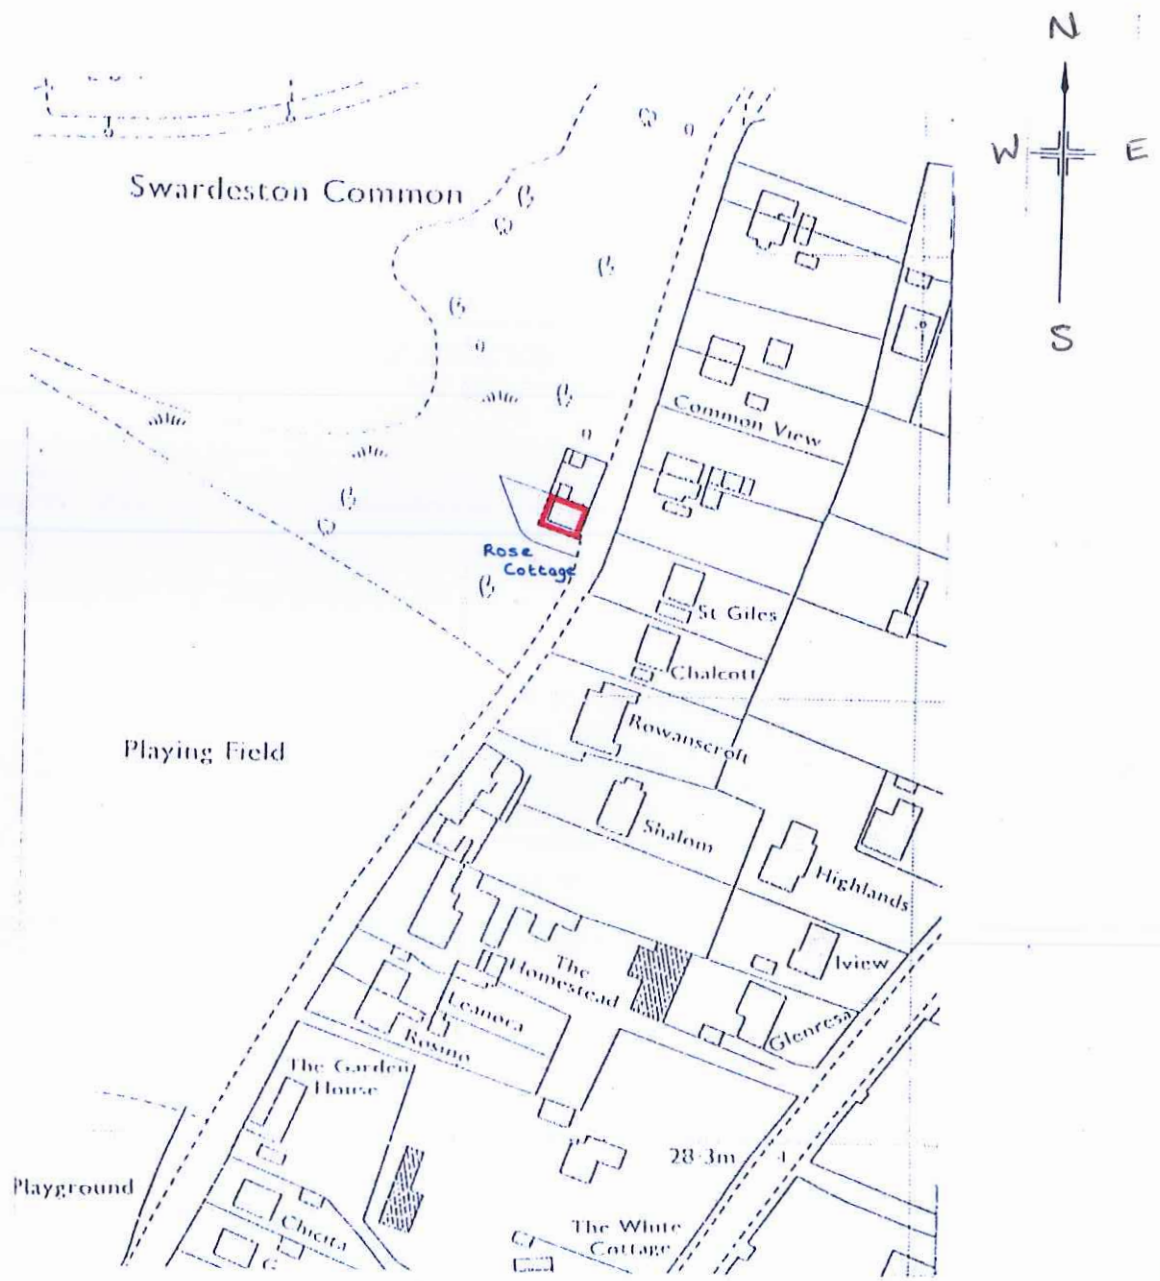 N
W E
S
Swardeston Common
Common View
Rose
Cottage
St Giles
Chalcott
Rowanscroft
Playing Field
Shalom
Highlands
Iview
The
Homestead
Glenresa
Leanora
Rosino
The Garden
House
28·3m
Playground
Chicita
The White
Cottage